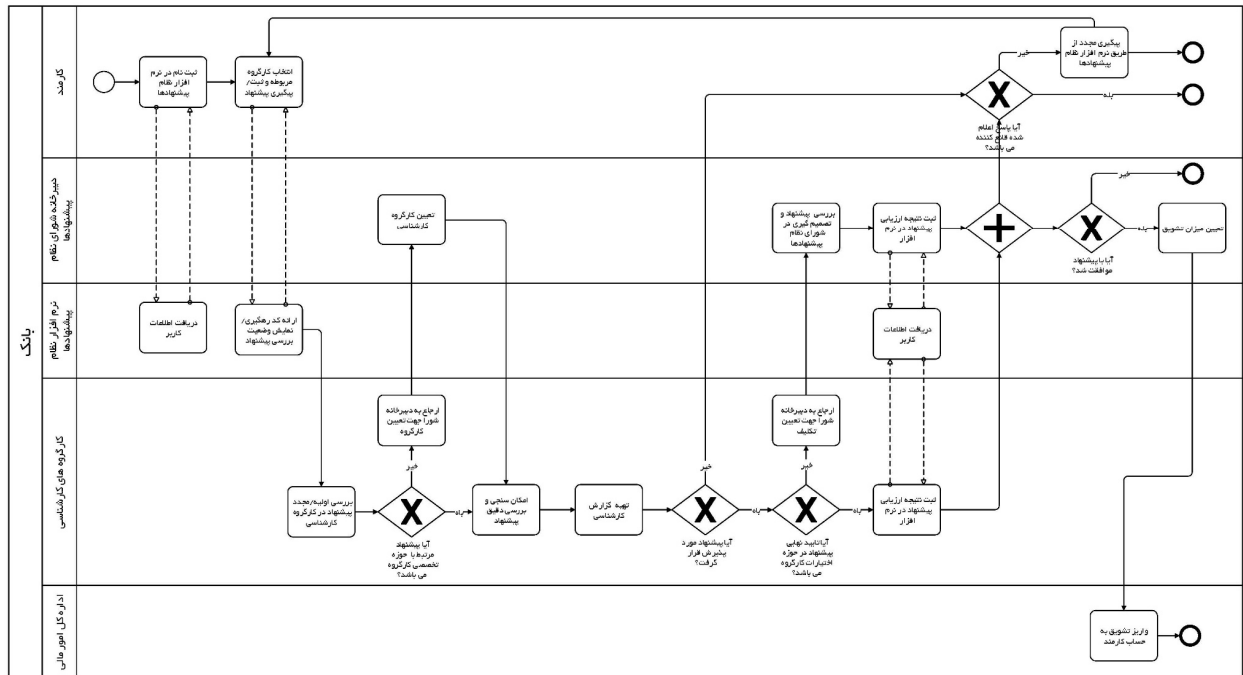 بانک
کارمند
دبیرخانه شورای نظام
پیشنهادها
نرم افزار نظام
پیشنهادها
کارگروه های کارشناسی
اداره کل امور مالی
ثبت نام در نرم
افزار نظام
پیشنهادها
انتخاب کارگروه
مربوطه و ثبت/
پیگیری پیشنهاد
پیگیری مجدد از
طریق نرم افزار نظام
پیشنهادها
خیر
بله
آیا پاسخ اعلام
شده قانع کننده
می باشد؟
تعیین کارگروه
کارشناسی
بررسی پیشنهاد و
تصمیم گیری در
شورای نظام
پیشنهادها
ثبت نتیجه ارزیابی
پیشنهاد در نرم
افزار
خیر
بله
آیا با پیشنهاد
موافقت شد؟
تعیین میزان تشویق
دریافت اطلاعات
کاربر
ارائه کد رهگیری/
نمایش وضعیت
بررسی پیشنهاد
دریافت اطلاعات
کاربر
بررسی اولیه/مجدد
پیشنهاد در کارگروه
کارشناسی
ارجاع به دبیرخانه
شورا جهت تعیین
کارگروه
خیر
بله
آیا پیشنهاد
مرتبط با حوزه
تخصصی کارگروه
می باشد؟
امکان سنجی و
بررسی دقیق
پیشنهاد
تهیه گزارش
کارشناسی
خیر
بله
آیا پیشنهاد مورد
پذیرش قرار
گرفت؟
ارجاع به دبیرخانه
شورا جهت تعیین
تکلیف
خیر
بله
آیا تایید نهایی
پیشنهاد در حوزه
اختیارات کارگروه
می باشد؟
ثبت نتیجه ارزیابی
پیشنهاد در نرم
افزار
واریز تشویق به
حساب کارمند